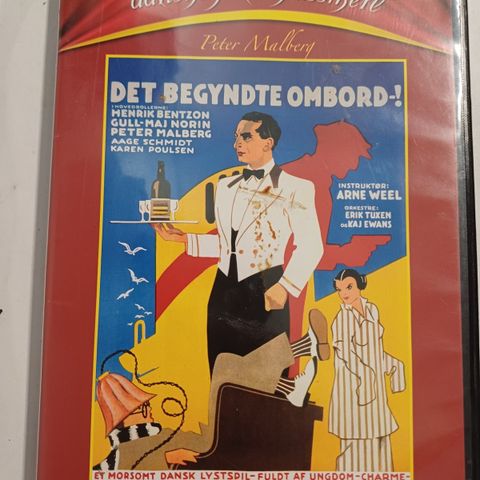 Peter Malberg
DET BEGYNDTE OMBORD-!
I HOVEDROLLERNE:
HENRIK BENTZON
GULL-MAJ NORIN
PETER MALBERG
AAGE SCHMIDT
KAREN POULSEN
INSTRUKTØR:
ARNE WEEL
ORKESTRE:
ERIK TUXEN
OG KAJ EWANS
ET MORSOMT DANSK LYSTSPIL-FULDT AF UNGDOM-CHARME-